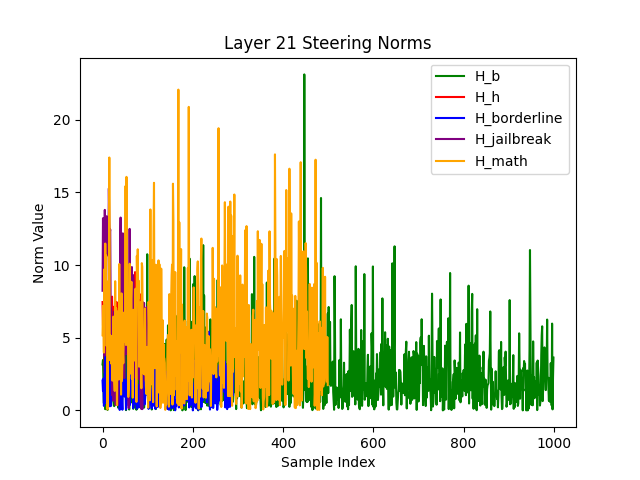 Layer 21 Steering Norms
H_b
H_h
H_borderline
H_jailbreak
H_math
Norm Value
20
15
10
5
0
0 200 400 600 800 1000
Sample Index